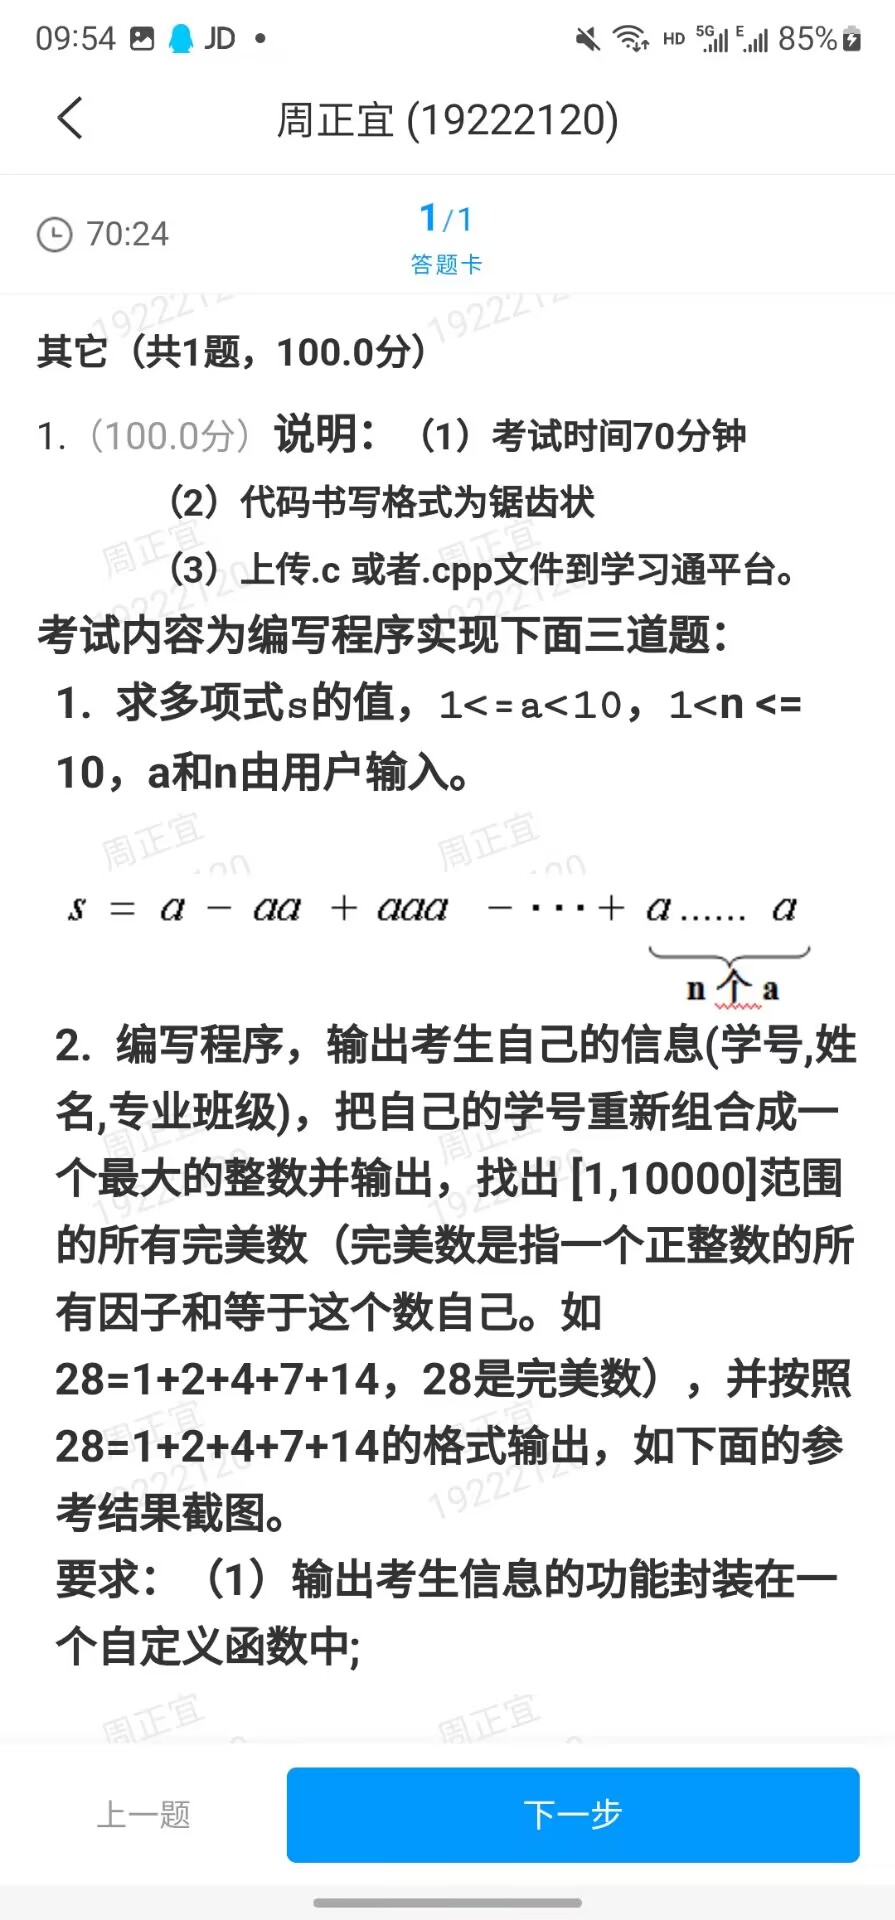 09:54 JD • HD 5G E 85%
周正宜 (19222120)
70:24
1/1
答题卡
其它（共1题，100.0分）
1.（100.0分）说明：（1）考试时间70分钟
（2）代码书写格式为锯齿状
（3）上传.c 或者.cpp文件到学习通平台。
考试内容为编写程序实现下面三道题：
1. 求多项式s的值，1<=a<10，1<n <=
10，a和n由用户输入。
s = a - aa + aaa - ··· + a...... a
n 个 a
2. 编写程序，输出考生自己的信息(学号,姓
名,专业班级)，把自己的学号重新组合成一
个最大的整数并输出，找出 [1,10000]范围
的所有完美数（完美数是指一个正整数的所
有因子和等于这个数自己。如
28=1+2+4+7+14，28是完美数），并按照
28=1+2+4+7+14的格式输出，如下面的参
考结果截图。
要求：（1）输出考生信息的功能封装在一
个自定义函数中;
上一题
下一步
周正宜
19222120